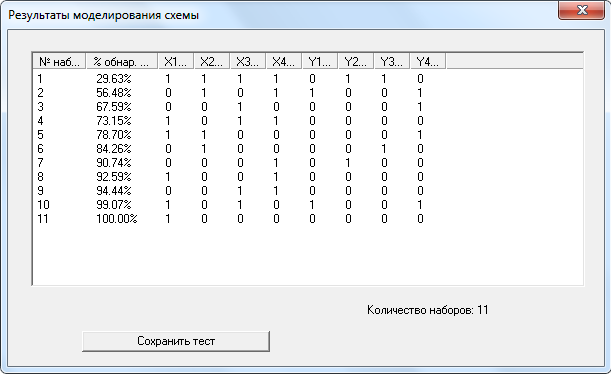 Результаты моделирования схемы
№ наб... % обнар. ... X1... X2... X3... X4... Y1... Y2... Y3... Y4...
1 29.63% 1 1 1 1 0 1 1 0
2 56.48% 0 1 0 1 1 0 0 1
3 67.59% 0 0 1 0 0 0 0 1
4 73.15% 1 0 1 1 0 0 0 0
5 78.70% 1 1 0 0 0 0 0 1
6 84.26% 0 1 0 0 0 0 1 0
7 90.74% 0 0 0 1 0 1 0 0
8 92.59% 1 1 0 1 0 0 0 0
9 94.44% 0 0 1 1 0 0 0 0
10 99.07% 1 0 1 0 1 0 0 1
11 100.00% 1 0 0 0 0 0 0 0
Количество наборов: 11
Сохранить тест